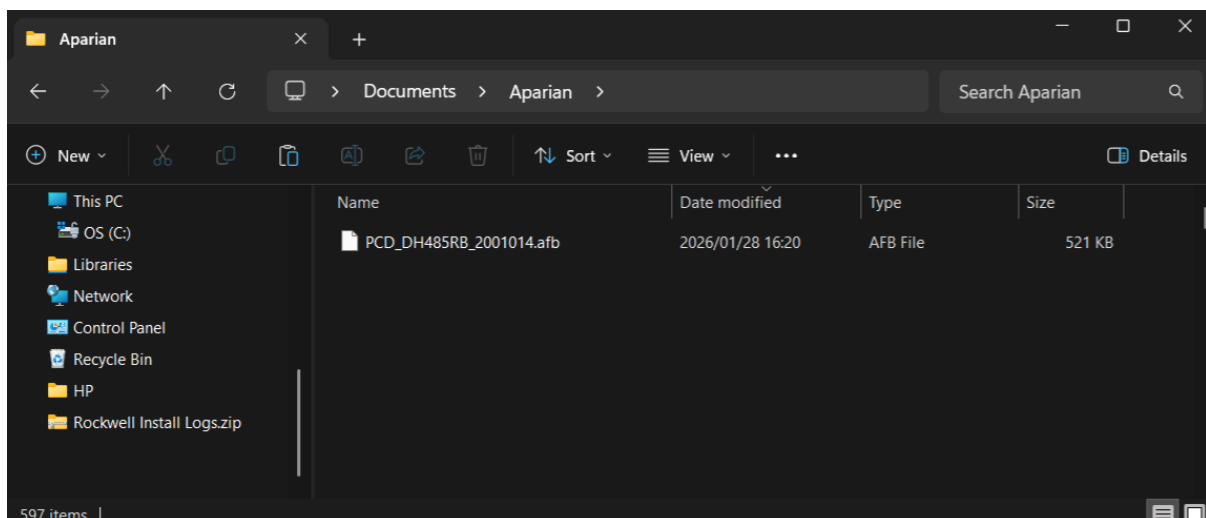 Aparian
Documents > Aparian >
Search Aparian
New
Sort
View
Details
This PC
OS (C:)
Libraries
Network
Control Panel
Recycle Bin
HP
Rockwell Install Logs.zip
Name Date modified Type Size
PCD_DH485RB_2001014.afb 2026/01/28 16:20 AFB File 521 KB
597 items